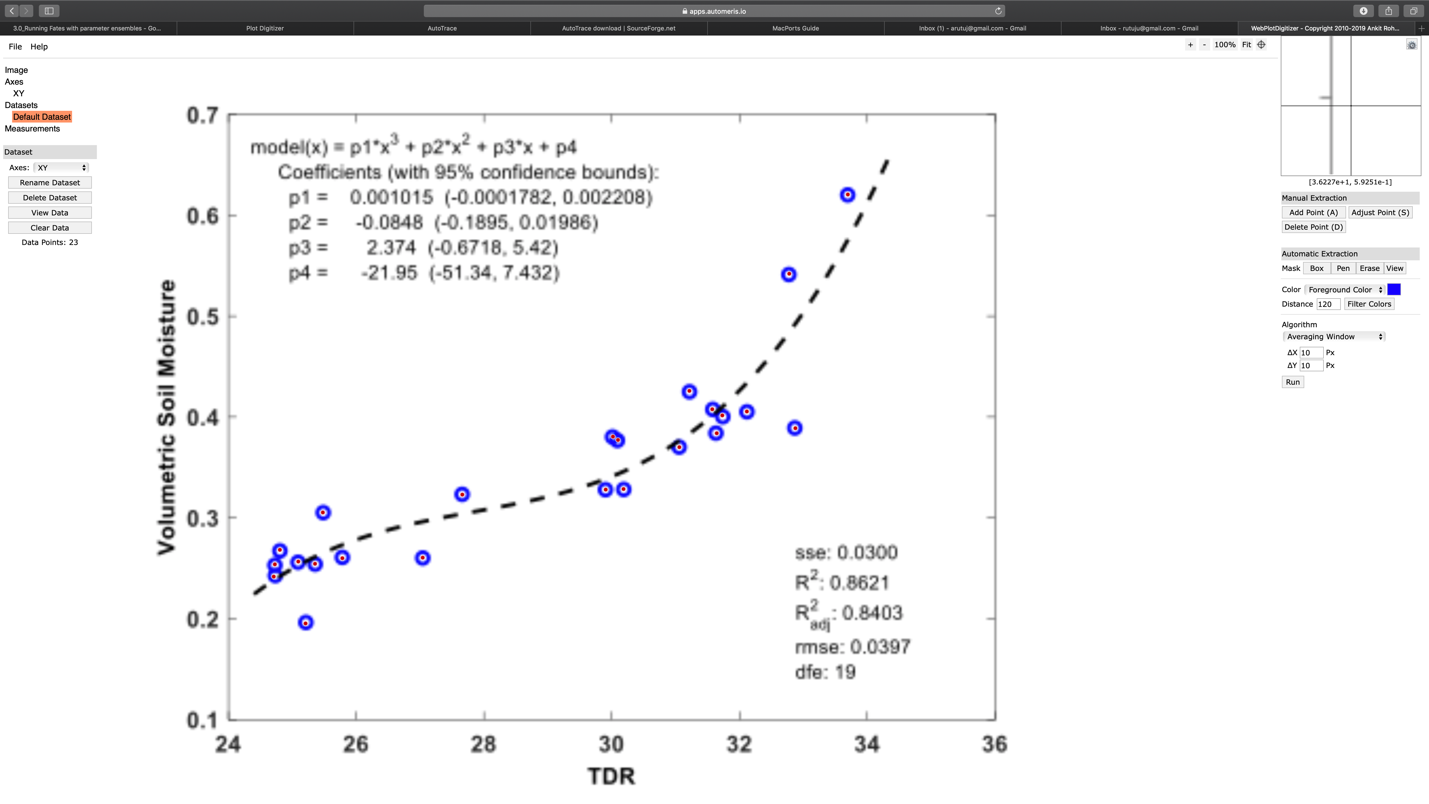 apps.automeris.io
3.0_Running Fates with parameter ensembles - Go...
Plot Digitizer
AutoTrace
AutoTrace download | SourceForge.net
MacPorts Guide
Inbox (1) - arutuj@gmail.com - Gmail
Inbox - rutuju@gmail.com - Gmail
WebPlotDigitizer - Copyright 2010-2019 Ankit Roh...
File Help
+ - 100% Fit
Image
Axes
XY
Datasets
Default Dataset
Measurements
Dataset
Axes: XY
Rename Dataset
Delete Dataset
View Data
Clear Data
Data Points: 23
0.7
0.6
0.5
0.4
0.3
0.2
0.1
Volumetric Soil Moisture
model(x) = p1*x^3 + p2*x^2 + p3*x + p4
Coefficients (with 95% confidence bounds):
p1 = 0.001015 (-0.0001782, 0.002208)
p2 = -0.0848 (-0.1895, 0.01986)
p3 = 2.374 (-0.6718, 5.42)
p4 = -21.95 (-51.34, 7.432)
sse: 0.0300
R^2: 0.8621
R^2_adj: 0.8403
rmse: 0.0397
dfe: 19
24 26 28 30 32 34 36
TDR
[3.6227e+1, 5.9251e-1]
Manual Extraction
Add Point (A) Adjust Point (S)
Delete Point (D)
Automatic Extraction
Mask Box Pen Erase View
Color Foreground Color
Distance 120 Filter Colors
Algorithm
Averaging Window
ΔX 10 Px
ΔY 10 Px
Run